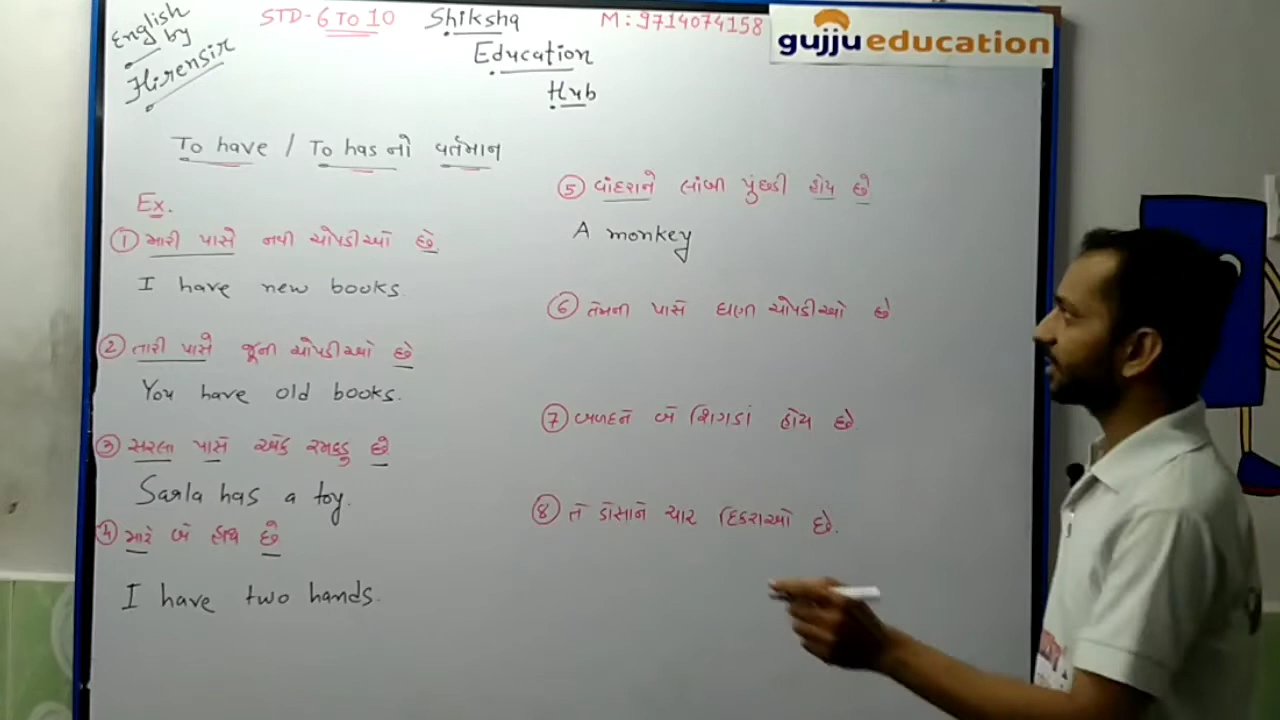 English
by
Hirensir
STD-6 TO 10
Shiksha
Education
Hub
M: 9714074158
gujjueducation
To have / To has નો વર્તમાન
Ex.
① મારી પાસે નવી ચોપડીઓ છે
I have new books.
② તારી પાસે જૂની ચોપડીઓ છે
You have old books.
③ સરલા પાસે એક રમકડુ છે
Sarla has a toy.
④ મારે બે હાથ છે
I have two hands.
⑤ વાંદરાને લાંબી પુંછડી હોય છે
A monkey
⑥ તેમની પાસે ઘણી ચોપડીઓ છે
⑦ બળદને બે શિંગડાં હોય છે
⑧ તે ડોસાને ચાર દિકરાઓ છે.